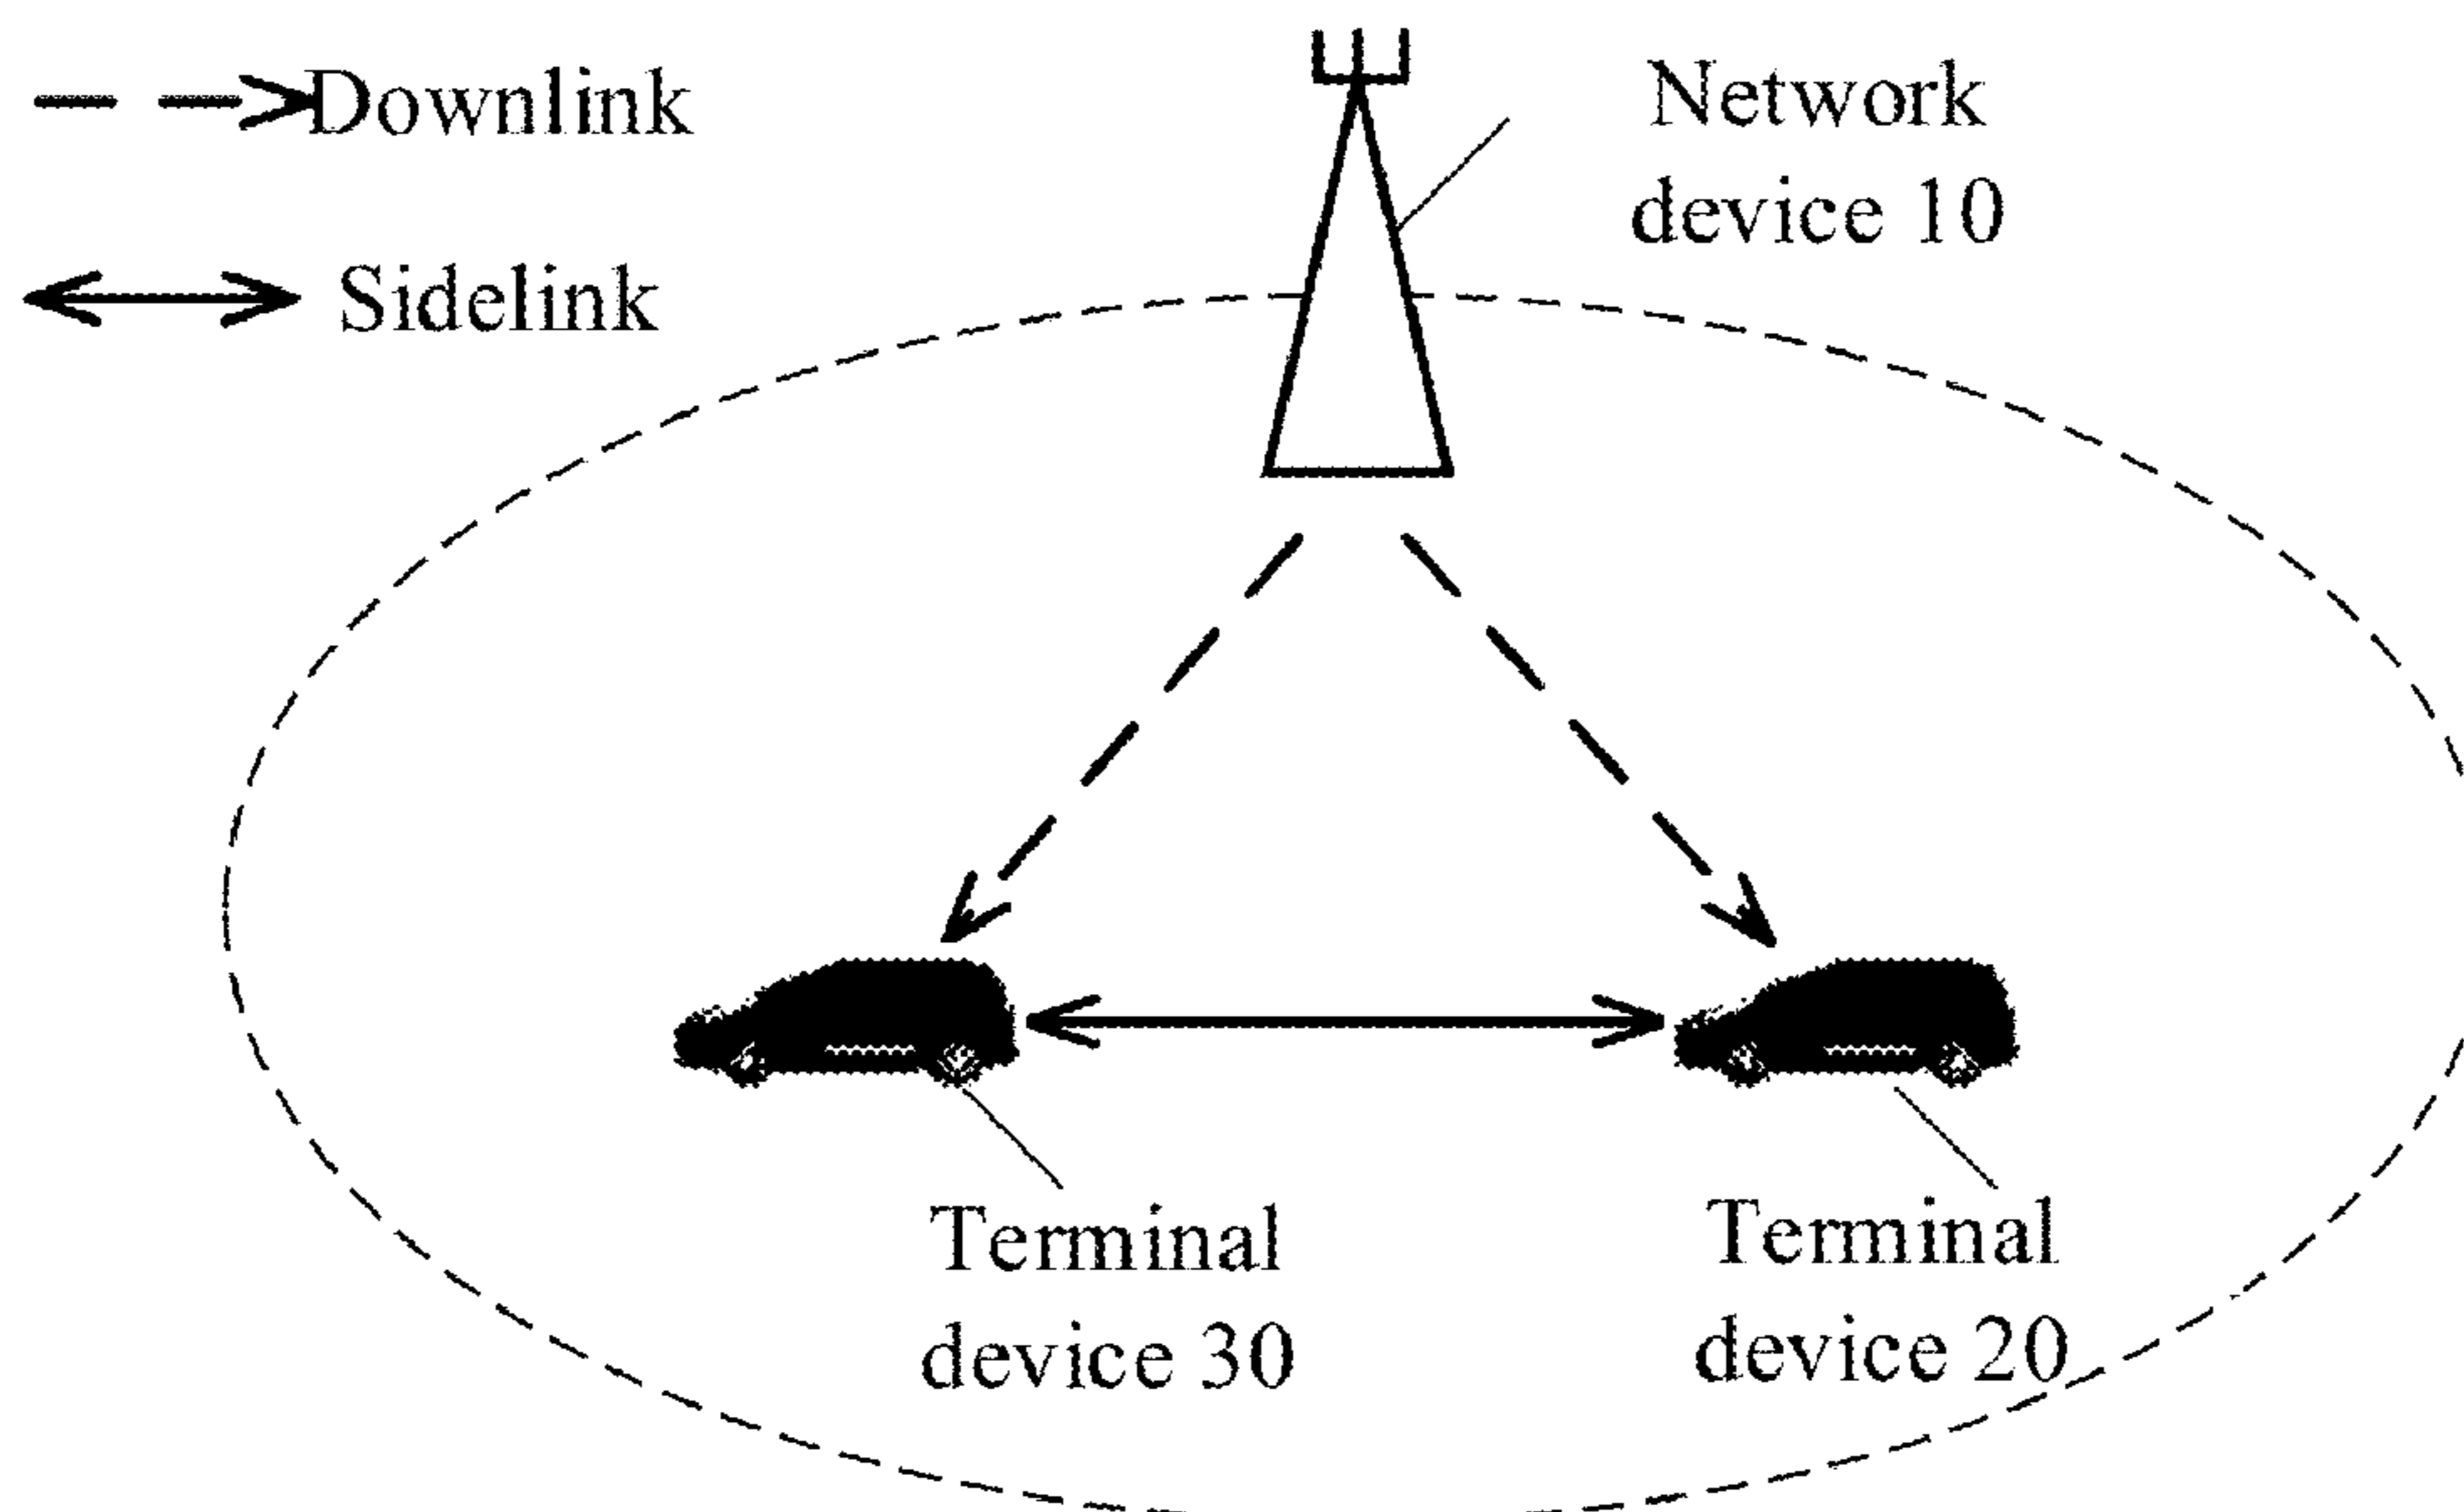 Downlink
Sidelink
Network
device 10
Terminal
device 30
Terminal
device 20